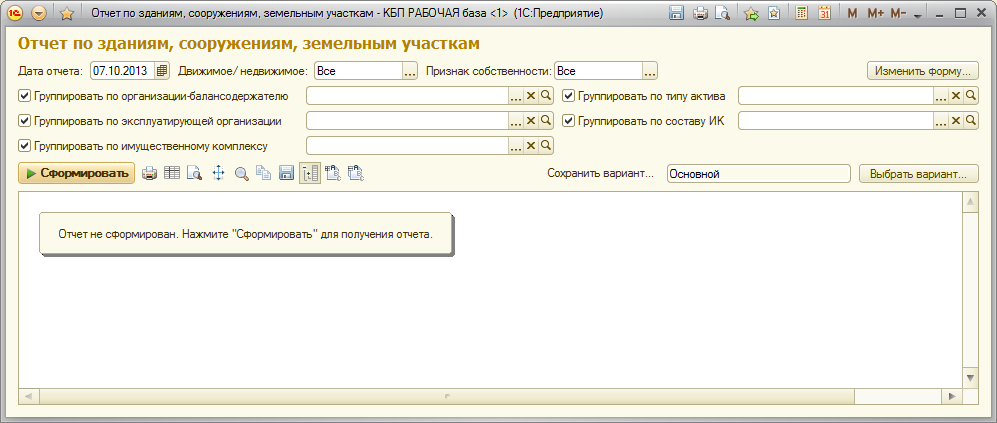 Отчет по зданиям, сооружениям, земельным участкам - КБП РАБОЧАЯ база <1> (1С:Предприятие)
M M+ M-
Отчет по зданиям, сооружениям, земельным участкам
Дата отчета: 07.10.2013 Движимое/ недвижимое: Все ... Признак собственности: Все ... Изменить форму...
Группировать по организации-балансодержателю ... Группировать по типу актива ...
Группировать по эксплуатирующей организации ... Группировать по составу ИК ...
Группировать по имущественному комплексу ...
Сформировать Сохранить вариант... Основной Выбрать вариант...
Отчет не сформирован. Нажмите "Сформировать" для получения отчета.